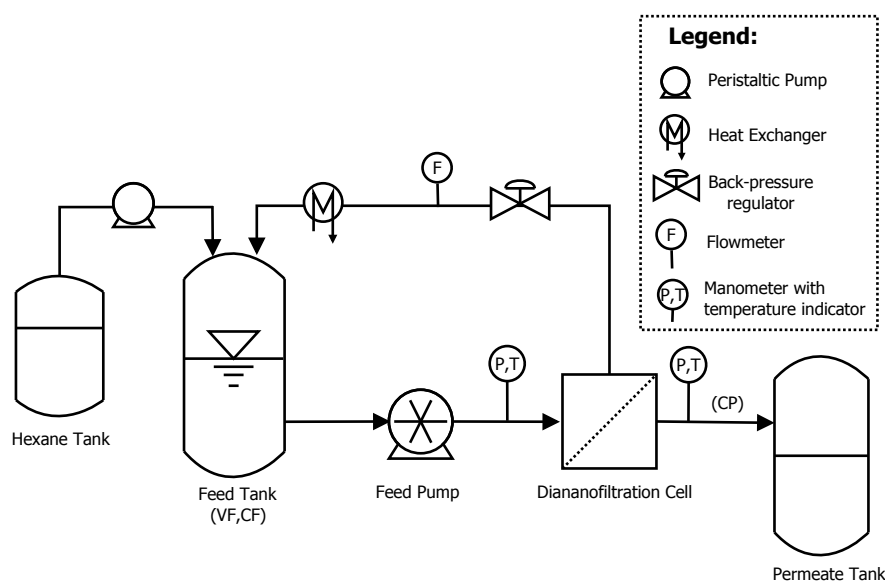 Legend:
Peristaltic Pump
M
Heat Exchanger
Back-pressure
regulator
F
Flowmeter
P,T
Manometer with
temperature indicator
F
M
P,T
P,T
(CP)
Hexane Tank
Feed Tank
(VF,CF)
Feed Pump
Diananofiltration Cell
Permeate Tank